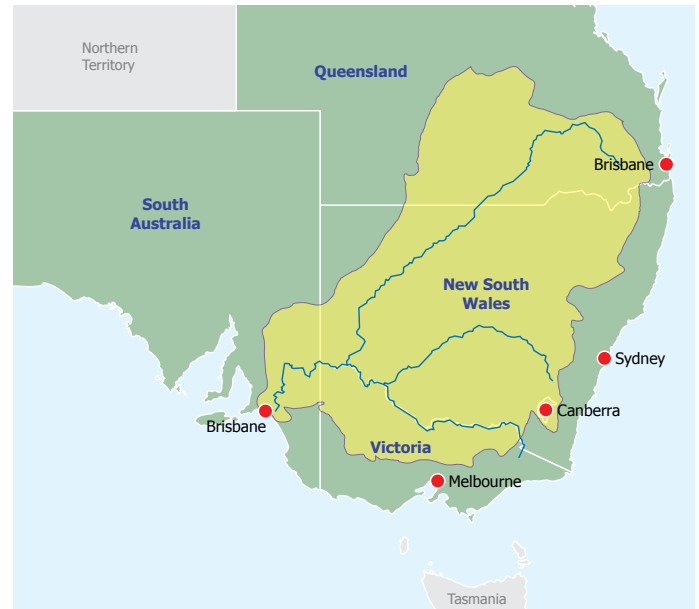 Northern
Territory
Queensland
Brisbane
South
Australia
New South
Wales
Sydney
Canberra
Brisbane
Victoria
Melbourne
Tasmania